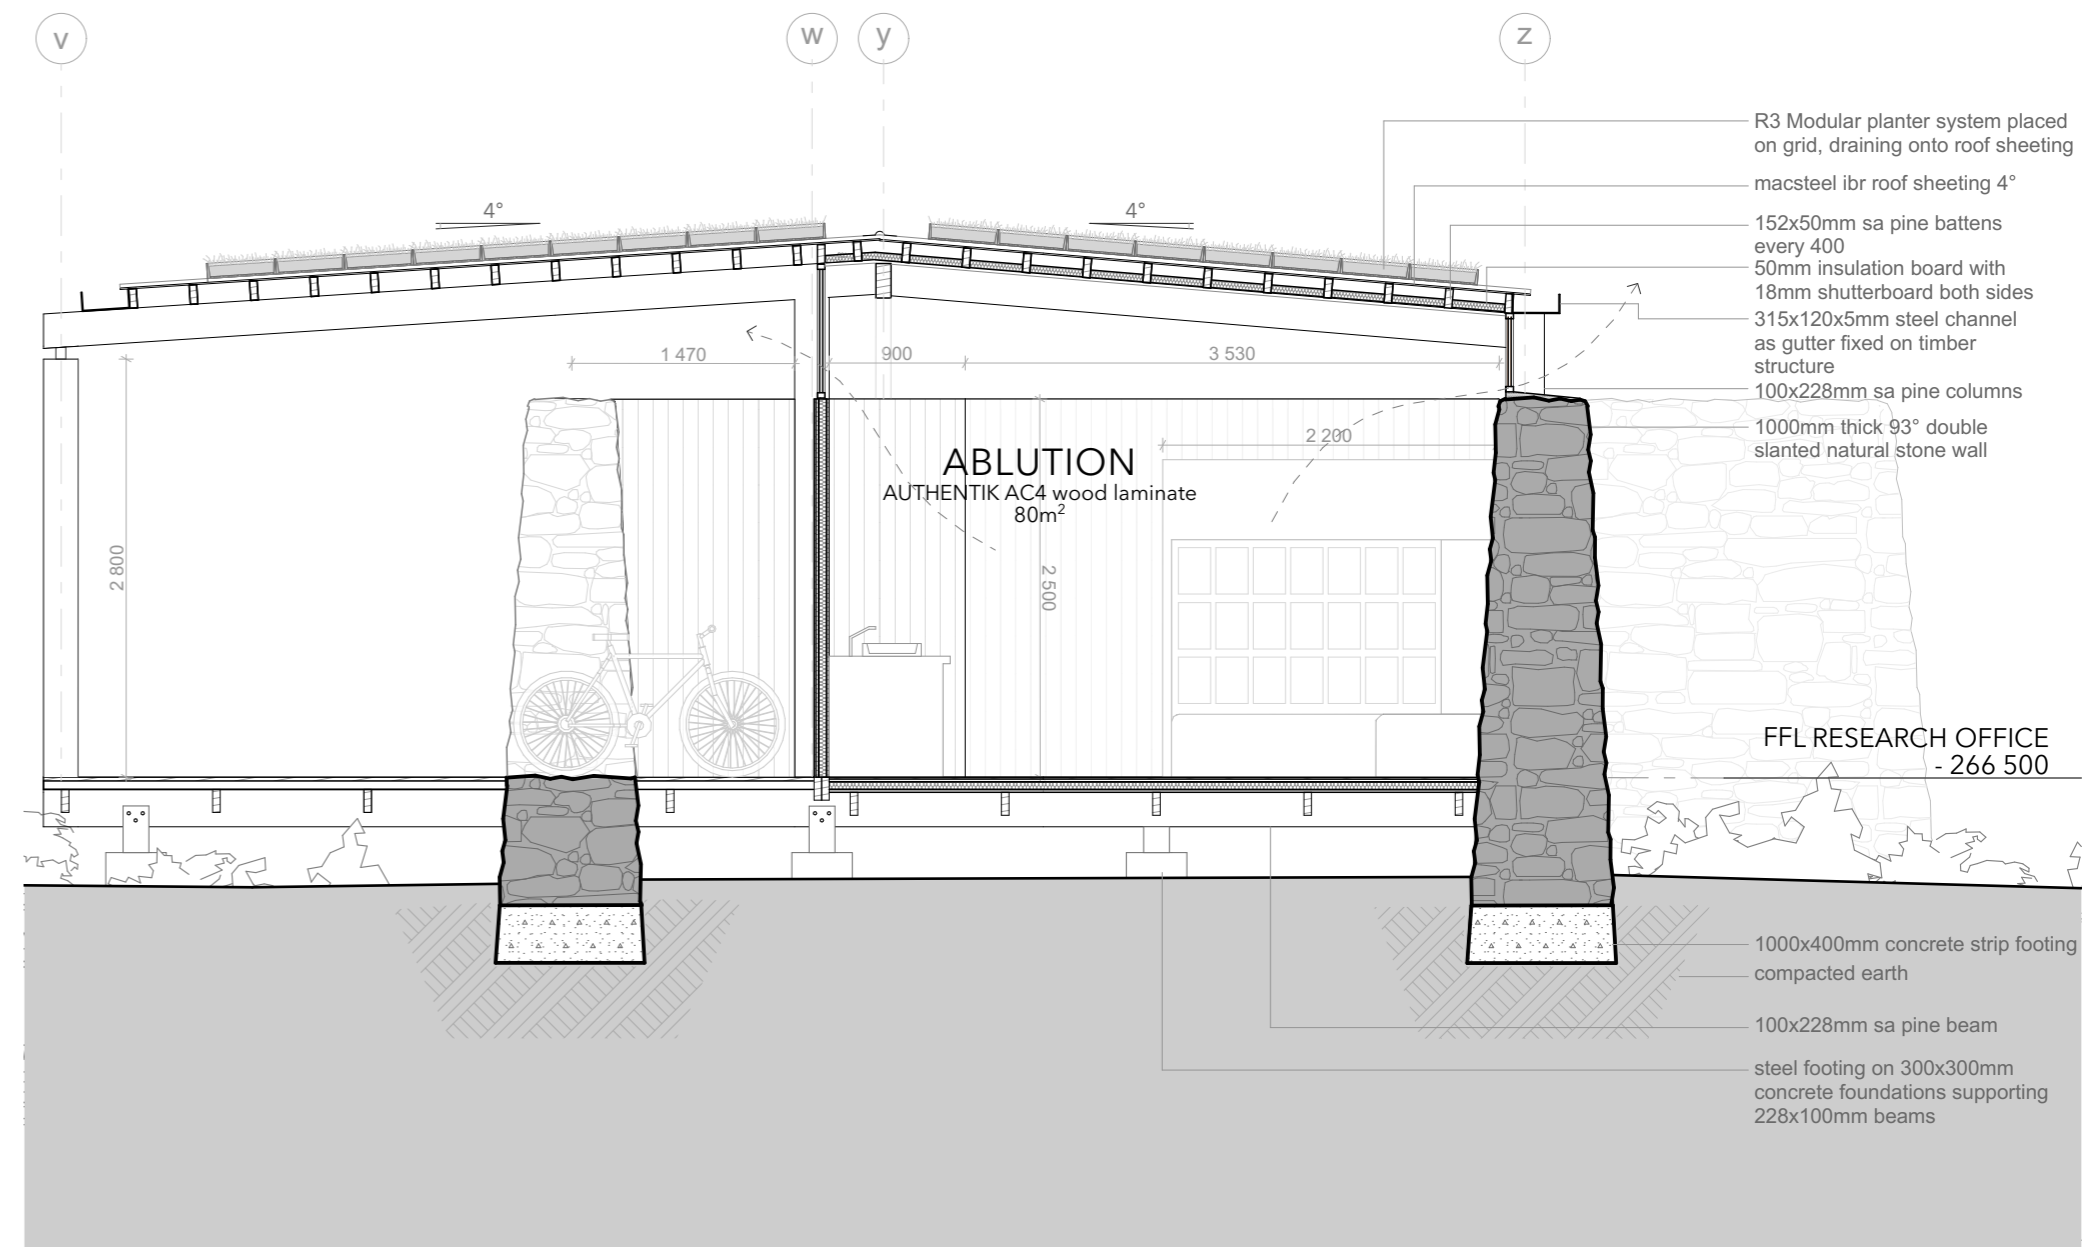 v
w
y
z
R3 Modular planter system placed
on grid, draining onto roof sheeting
macsteel ibr roof sheeting 4°
152x50mm sa pine battens
every 400
50mm insulation board with
18mm shutterboard both sides
315x120x5mm steel channel
as gutter fixed on timber
structure
100x228mm sa pine columns
1000mm thick 93° double
slanted natural stone wall
4°
4°
1 470
900
3 530
2 200
ABLUTION
AUTHENTIK AC4 wood laminate
80m²
2 800
2 500
FFL RESEARCH OFFICE
- 266 500
1000x400mm concrete strip footing
compacted earth
100x228mm sa pine beam
steel footing on 300x300mm
concrete foundations supporting
228x100mm beams